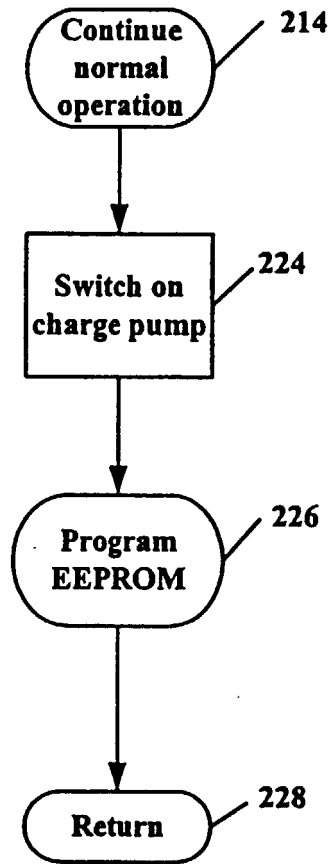 Continue
normal
operation
214
Switch on
charge pump
224
Program
EEPROM
226
Return
228